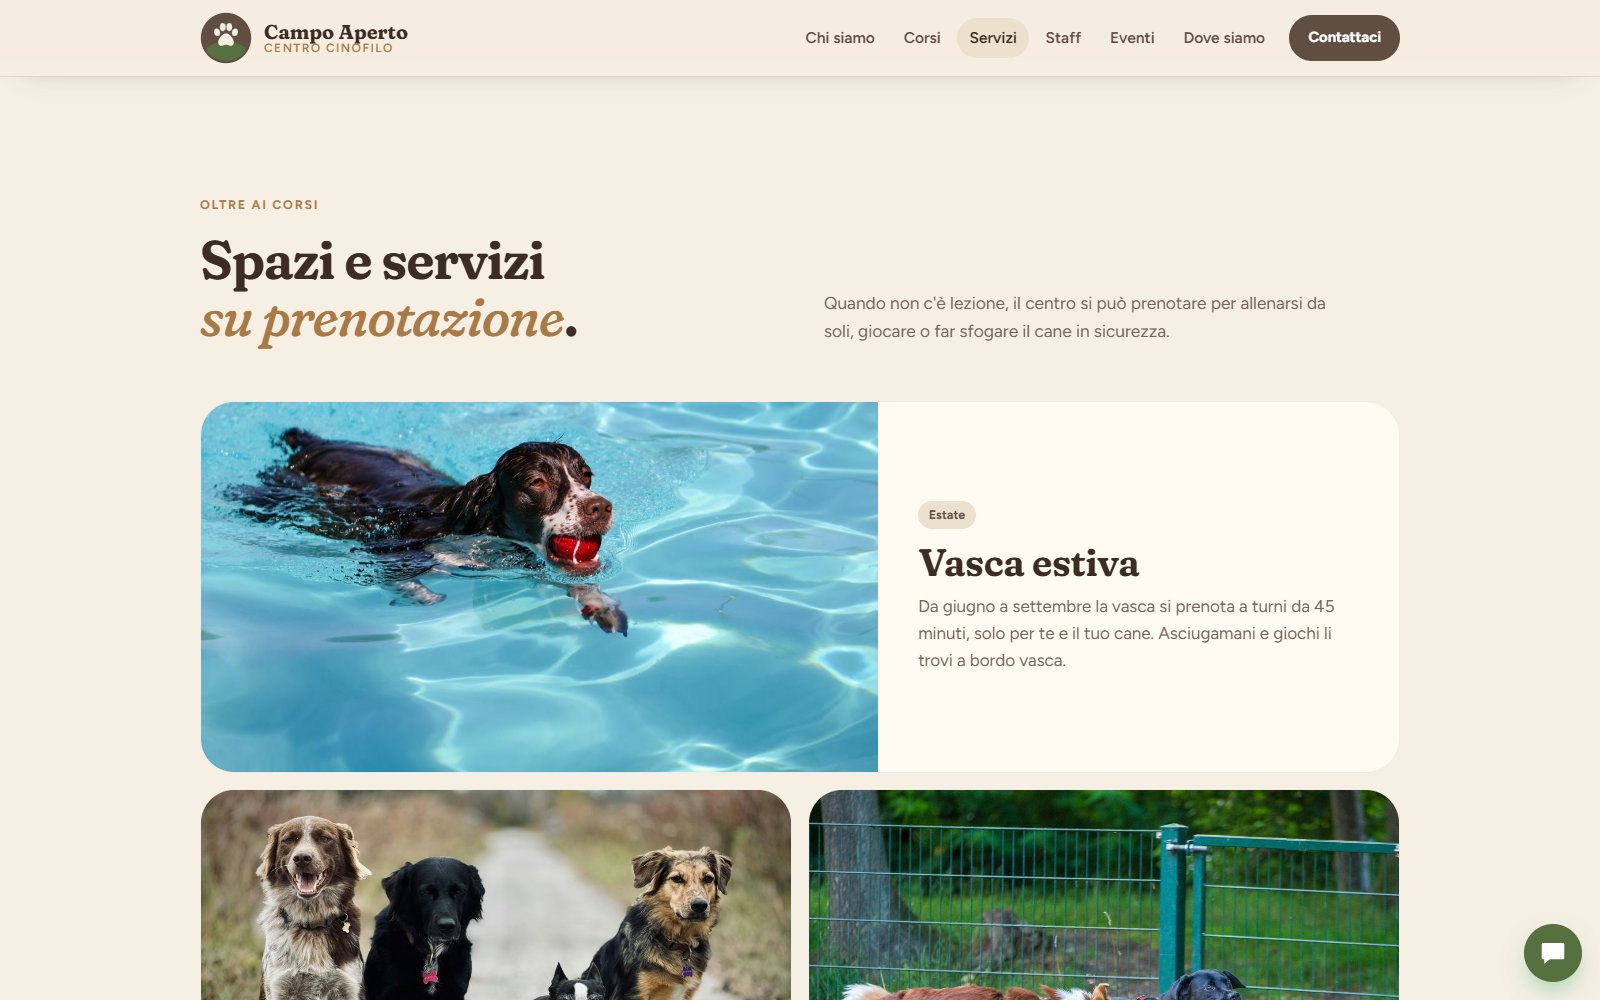 Campo Aperto
CENTRO CINOFILO
Chi siamo
Corsi
Servizi
Staff
Eventi
Dove siamo
Contattaci
OLTRE AI CORSI
Spazi e servizi
su prenotazione.
Quando non c'è lezione, il centro si può prenotare per allenarsi da
soli, giocare o far sfogare il cane in sicurezza.
Estate
Vasca estiva
Da giugno a settembre la vasca si prenota a turni da 45
minuti, solo per te e il tuo cane. Asciugamani e giochi li
trovi a bordo vasca.